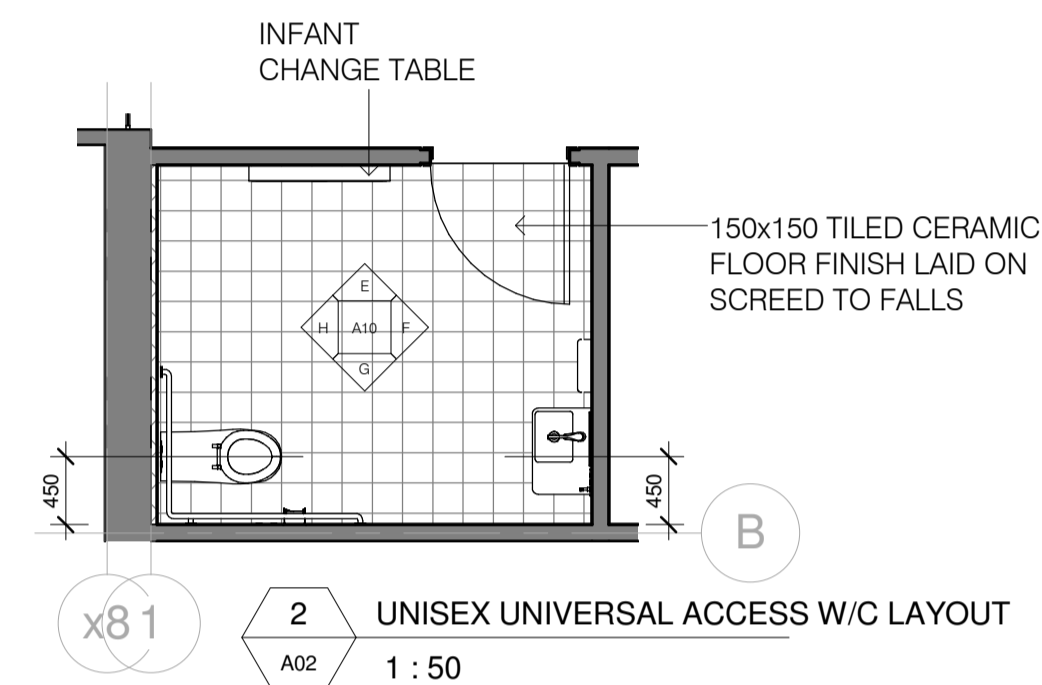 INFANT
CHANGE TABLE
150x150 TILED CERAMIC
FLOOR FINISH LAID ON
SCREED TO FALLS
E
H A10 F
G
450
450
B
x8 1
2
UNISEX UNIVERSAL ACCESS W/C LAYOUT
A02
1 : 50